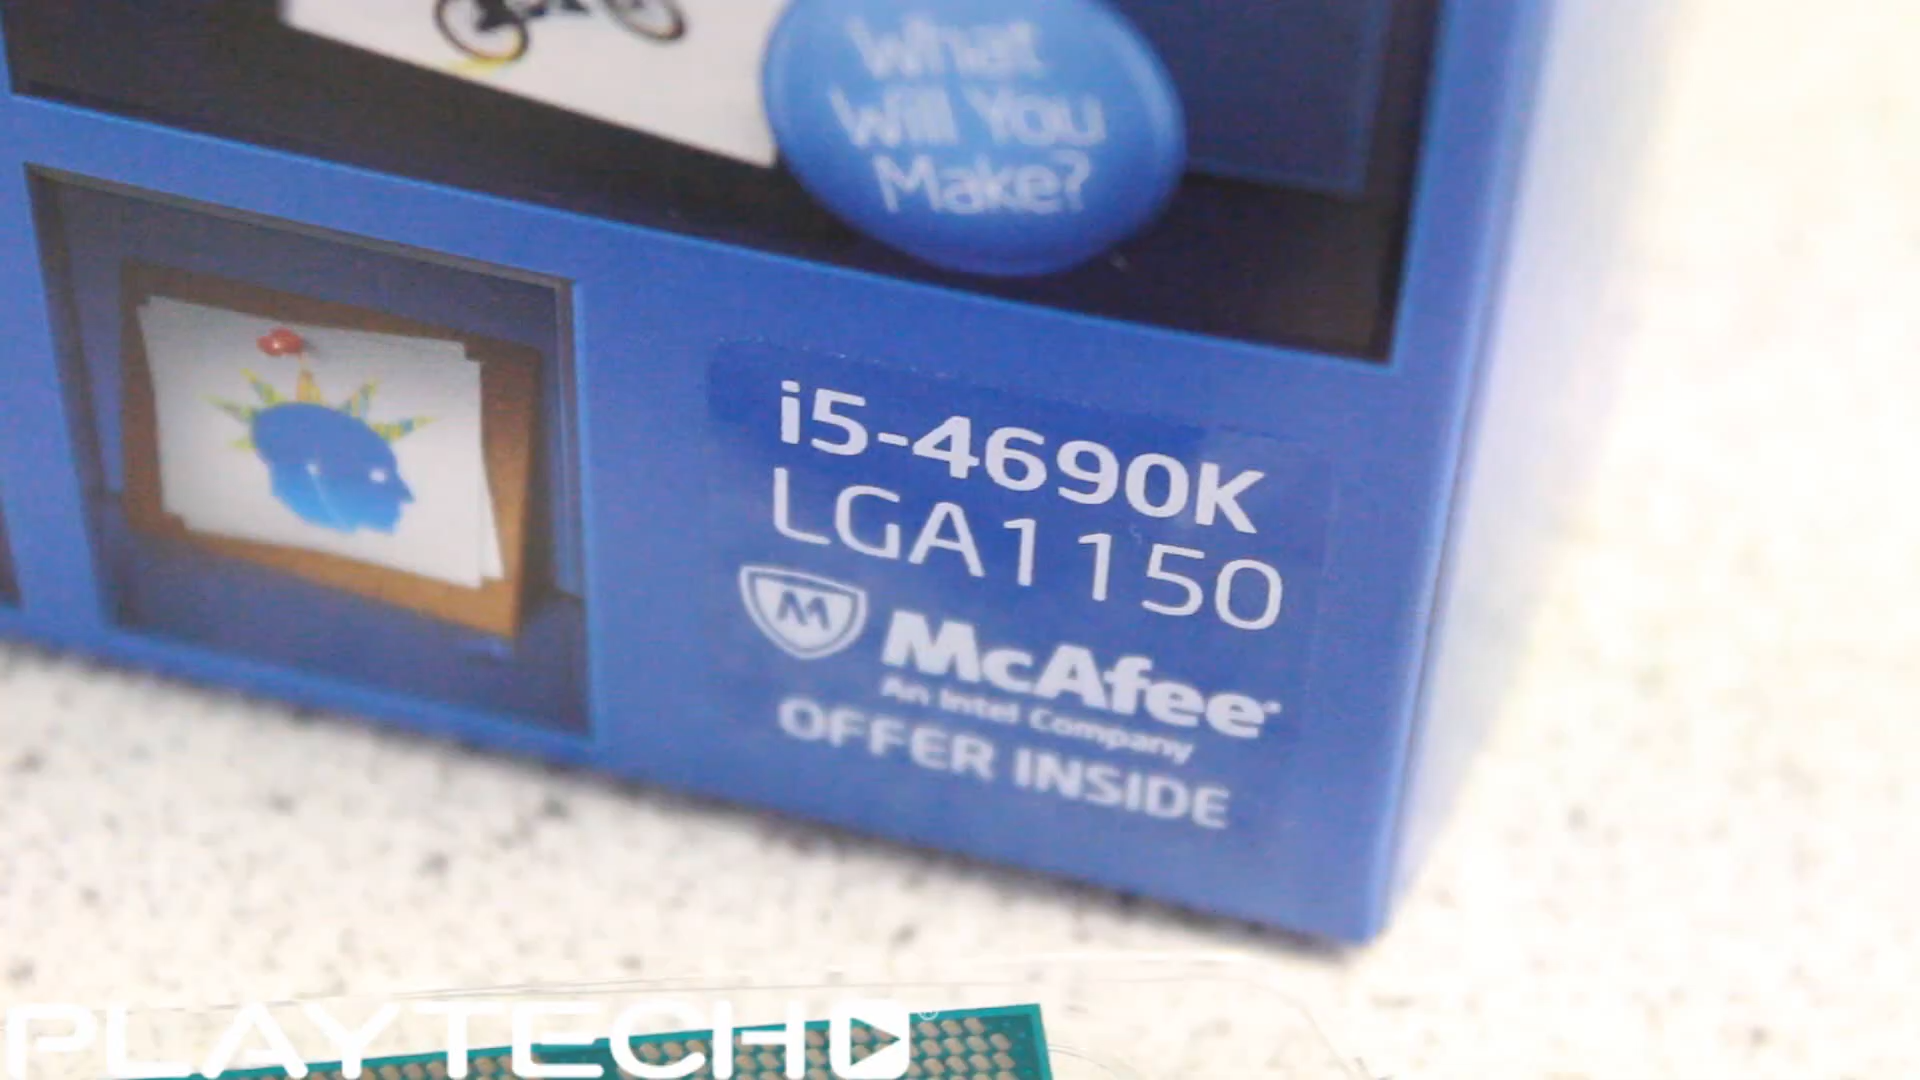 What
Will You
Make?
i5-4690K
LGA1150
M
McAfee
An Intel Company
OFFER INSIDE
PLAYTECH